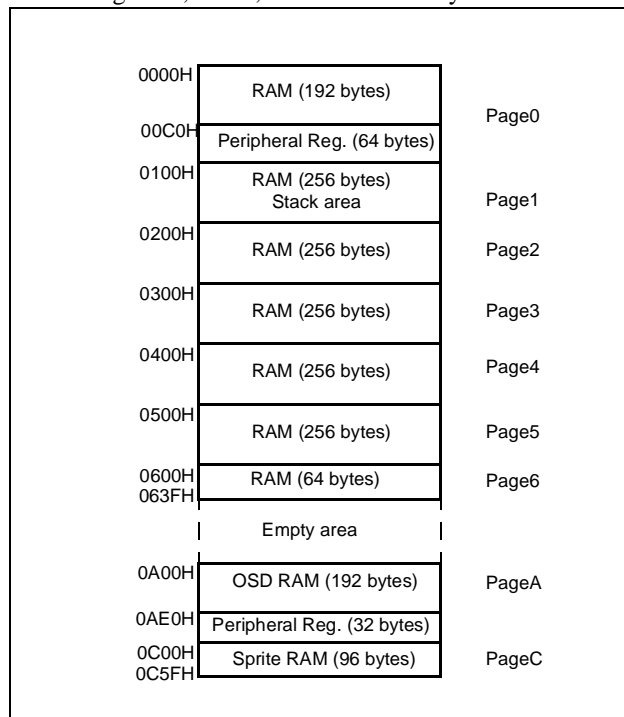 0000H
RAM (192 bytes)
Page0
00C0H
Peripheral Reg. (64 bytes)
0100H
RAM (256 bytes)
Stack area
Page1
0200H
RAM (256 bytes)
Page2
0300H
RAM (256 bytes)
Page3
0400H
RAM (256 bytes)
Page4
0500H
RAM (256 bytes)
Page5
0600H
RAM (64 bytes)
Page6
063FH
Empty area
0A00H
OSD RAM (192 bytes)
PageA
0AE0H
Peripheral Reg. (32 bytes)
0C00H
Sprite RAM (96 bytes)
PageC
0C5FH